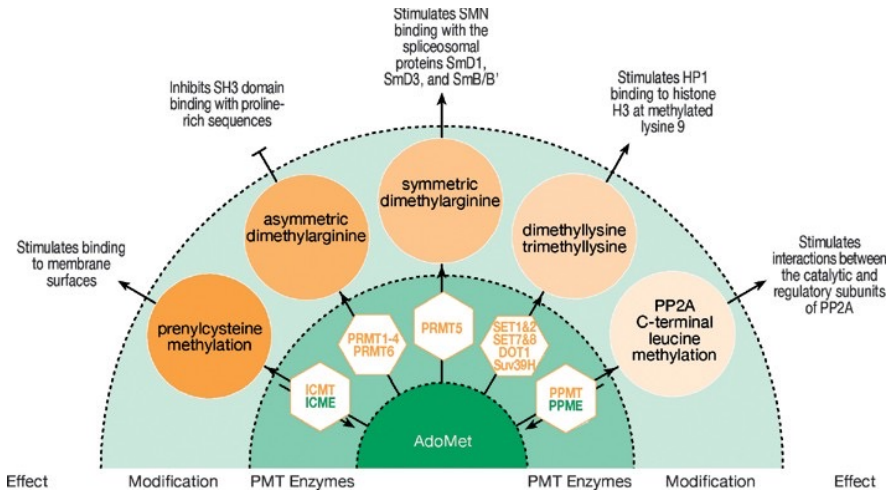 Stimulates SMN
binding with the
spliceosomal
proteins SmD1,
SmD3, and SmB/B'
Inhibits SH3 domain
binding with proline-
rich sequences
Stimulates HP1
binding to histone
H3 at methylated
lysine 9
Stimulates binding
to membrane
surfaces
Stimulates
interactions between
the catalytic and
regulatory subunits
of PP2A
prenylcysteine
methylation
asymmetric
dimethylarginine
symmetric
dimethylarginine
dimethyllysine
trimethyllysine
PP2A
C-terminal
leucine
methylation
ICMT
ICME
PRMT1-4
PRMT6
PRMT5
SET1&2
SET7&8
DOT1
Suv39H
PPMT
PPME
AdoMet
Effect
Modification
PMT Enzymes
PMT Enzymes
Modification
Effect